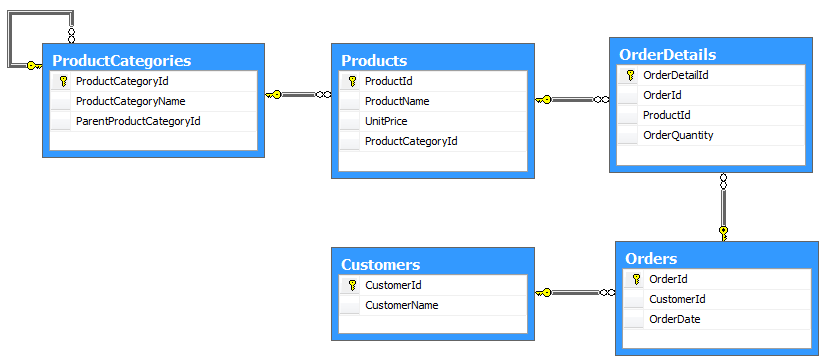 ProductCategories
ProductCategoryId
ProductCategoryName
ParentProductCategoryId
Products
ProductId
ProductName
UnitPrice
ProductCategoryId
OrderDetails
OrderDetailId
OrderId
ProductId
OrderQuantity
Customers
CustomerId
CustomerName
Orders
OrderId
CustomerId
OrderDate